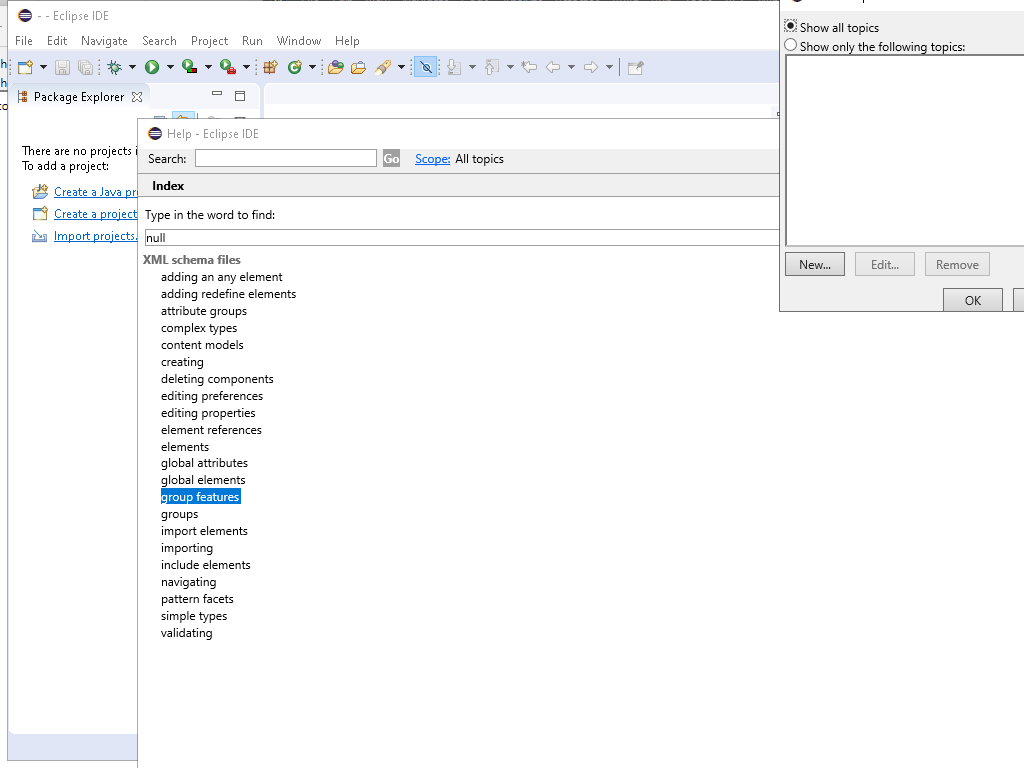 - - Eclipse IDE
File Edit Navigate Search Project Run Window Help
Package Explorer
There are no projects
To add a project:
Create a Java
Create a project
Import projects.
Help - Eclipse IDE
Search: Go Scope: All topics
Index
Type in the word to find:
null
XML schema files
adding an any element
adding redefine elements
attribute groups
complex types
content models
creating
deleting components
editing preferences
editing properties
element references
elements
global attributes
global elements
group features
groups
import elements
importing
include elements
navigating
pattern facets
simple types
validating
Show all topics
Show only the following topics:
New... Edit... Remove
OK